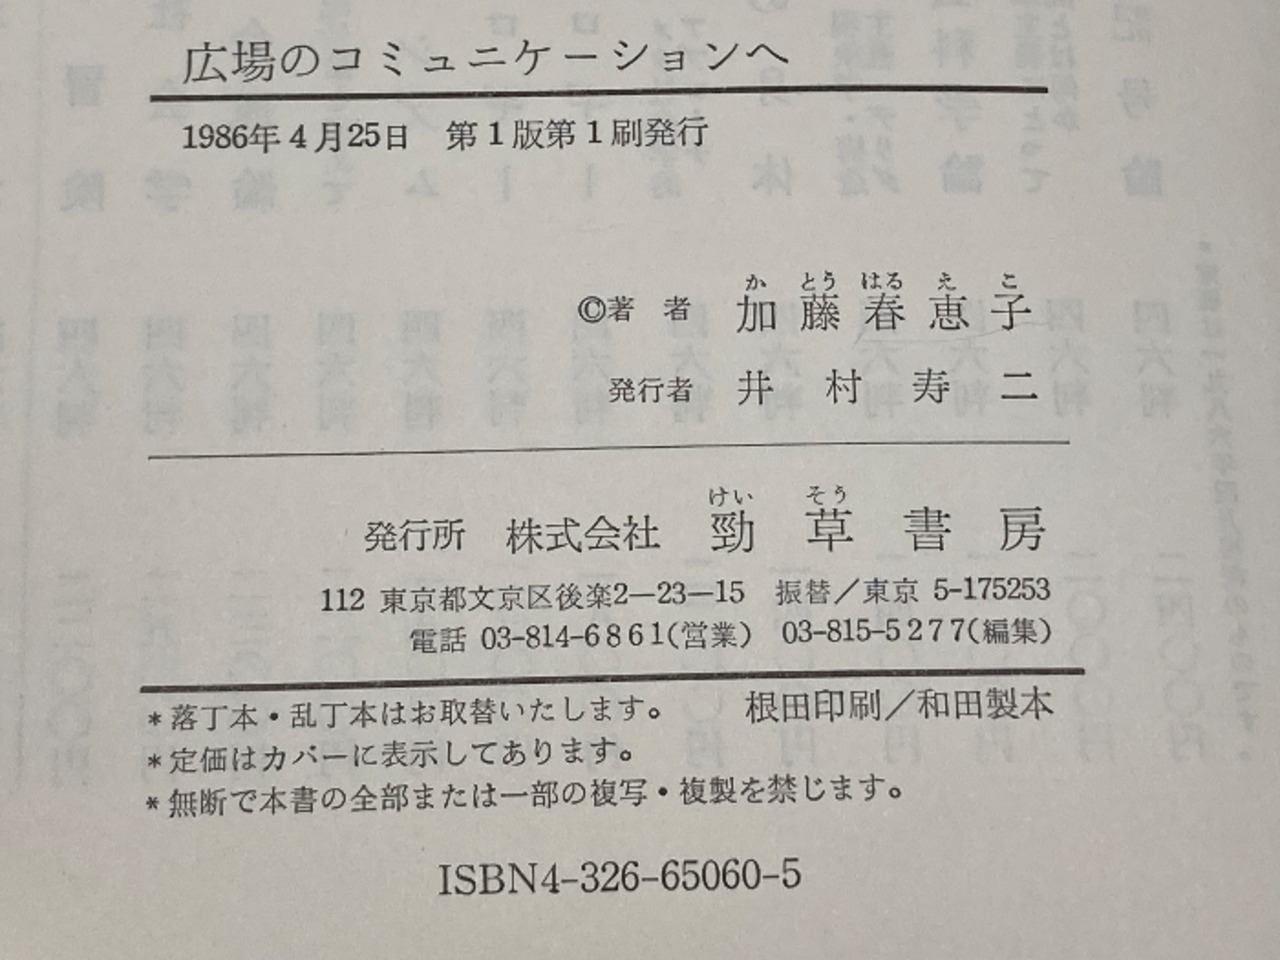 広場のコミュニケーションへ
1986年4月25日　第1版第1刷発行
か とう はる え こ
©著　者　加藤春恵子
発行者　井村寿二
けい そう
発行所　株式会社　勁草書房
112 東京都文京区後楽2—23—15　振替／東京 5-175253
電話 03-814-6861(営業)　03-815-5277(編集)
＊落丁本・乱丁本はお取替いたします。　根田印刷／和田製本
＊定価はカバーに表示してあります。
＊無断で本書の全部または一部の複写・複製を禁じます。
ISBN4-326-65060-5